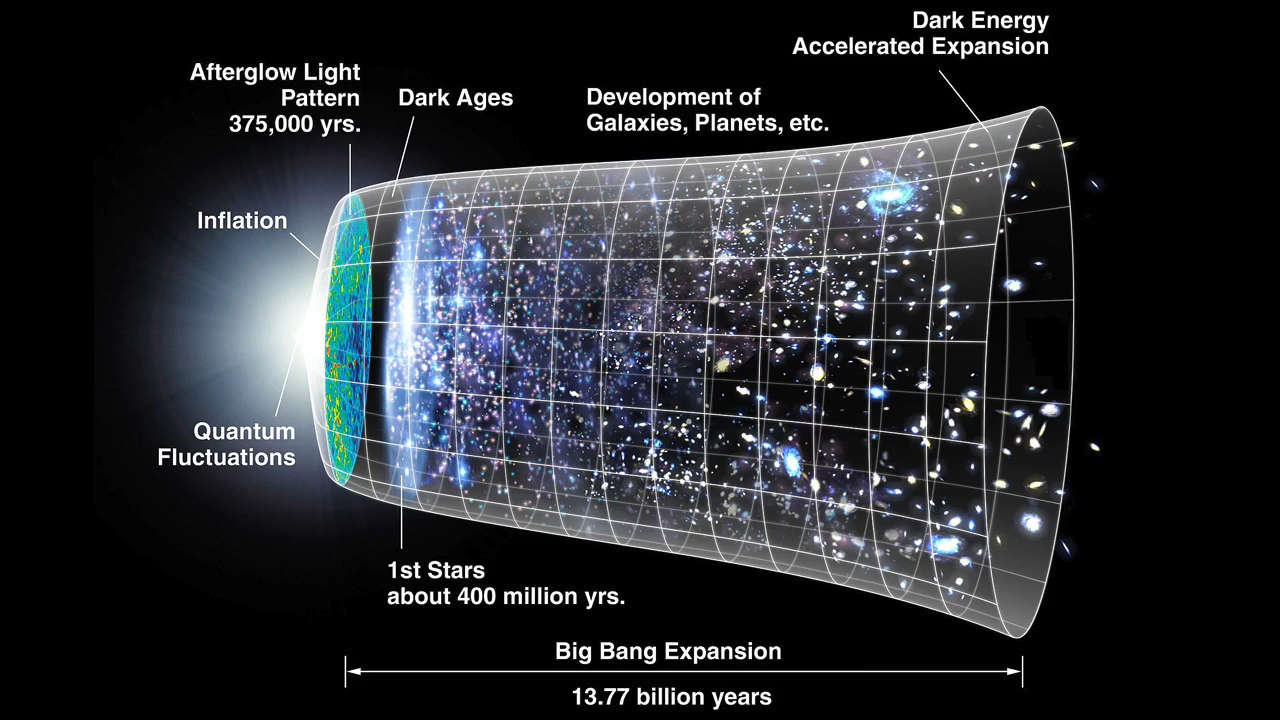 Dark Energy
Accelerated Expansion
Afterglow Light
Pattern
375,000 yrs.
Dark Ages
Development of
Galaxies, Planets, etc.
Inflation
Quantum
Fluctuations
1st Stars
about 400 million yrs.
Big Bang Expansion
13.77 billion years